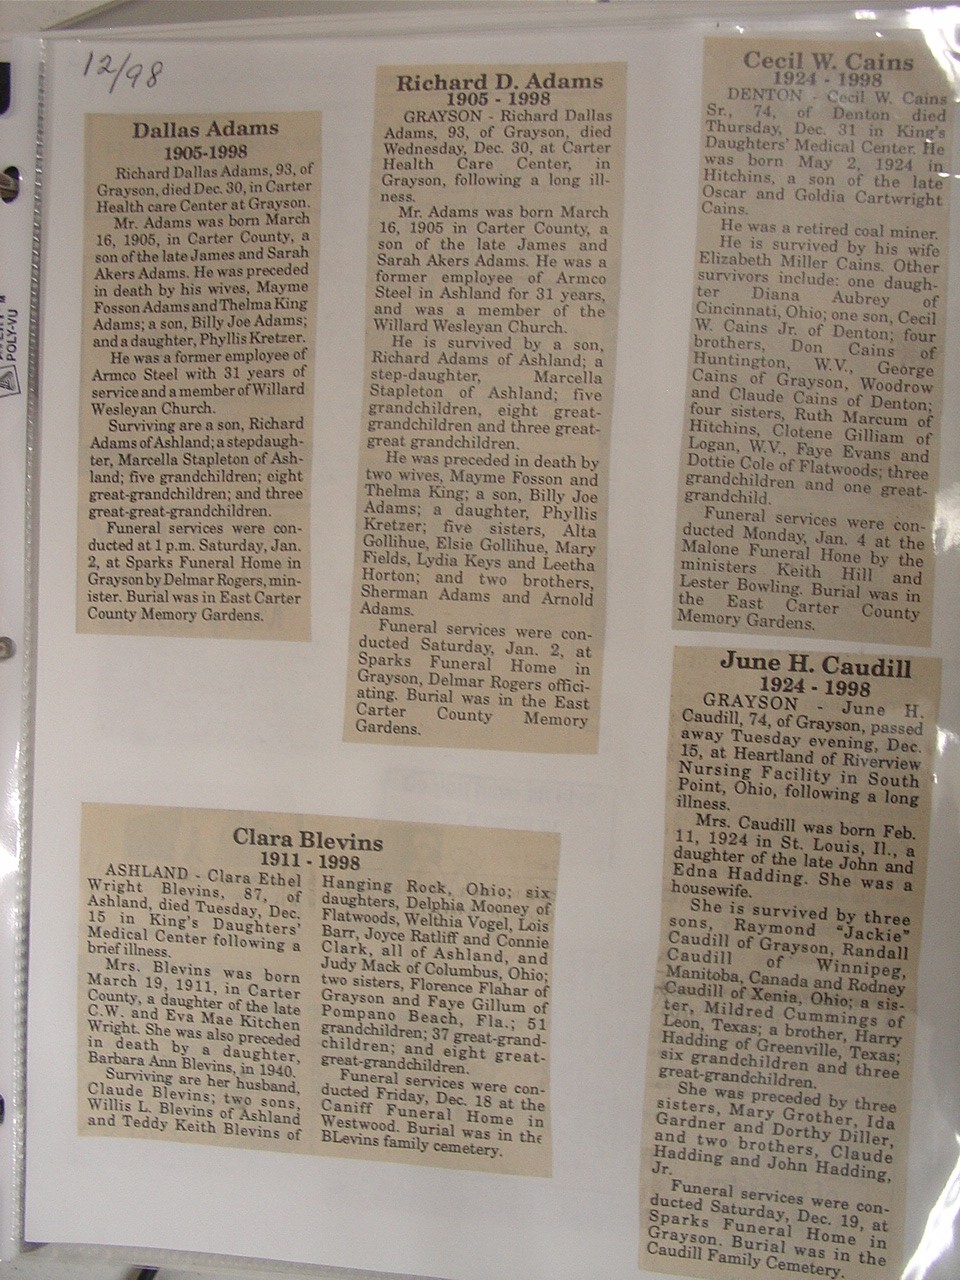 12/98
Dallas Adams
1905-1998
Richard Dallas Adams, 93, of
Grayson, died Dec. 30, in Carter
Health care Center at Grayson.
Mr. Adams was born March
16, 1905, in Carter County, a
son of the late James and Sarah
Akers Adams. He was preceded
in death by his wives, Mayme
Fosson Adams and Thelma King
Adams; a son, Billy Joe Adams;
and a daughter, Phyllis Kretzer.
He was a former employee of
Armco Steel with 31 years of
service and a member of Willard
Wesleyan Church.
Surviving are a son, Richard
Adams of Ashland; a stepdaugh-
ter, Marcella Stapleton of Ash-
land; five grandchildren; eight
great-grandchildren; and three
great-great-grandchildren.
Funeral services were con-
ducted at 1 p.m. Saturday, Jan.
2, at Sparks Funeral Home in
Grayson by Delmar Rogers, min-
ister. Burial was in East Carter
County Memory Gardens.
Richard D. Adams
1905 - 1998
GRAYSON - Richard Dallas
Adams, 93, of Grayson, died
Wednesday, Dec. 30, at Carter
Health Care Center, in
Grayson, following a long ill-
ness.
Mr. Adams was born March
16, 1905 in Carter County, a
son of the late James and
Sarah Akers Adams. He was a
former employee of Armco
Steel in Ashland for 31 years,
and was a member of the
Willard Wesleyan Church.
He is survived by a son,
Richard Adams of Ashland; a
step-daughter, Marcella
Stapleton of Ashland; five
grandchildren, eight great-
grandchildren and three great-
great grandchildren.
He was preceded in death by
two wives, Mayme Fosson and
Thelma King; a son, Billy Joe
Adams; a daughter, Phyllis
Kretzer; five sisters, Alta
Gollihue, Elsie Gollihue, Mary
Fields, Lydia Keys and Leetha
Horton; and two brothers,
Sherman Adams and Arnold
Adams.
Funeral services were con-
ducted Saturday, Jan. 2, at
Sparks Funeral Home in
Grayson, Delmar Rogers offici-
ating. Burial was in the East
Carter County Memory
Gardens.
Cecil W. Cains
1924 - 1998
DENTON - Cecil W. Cains
Sr., 74, of Denton died
Thursday, Dec. 31 in King's
Daughters' Medical Center. He
was born May 2, 1924 in
Hitchins, a son of the late
Oscar and Goldia Cartwright
Cains.
He was a retired coal miner.
He is survived by his wife
Elizabeth Miller Cains. Other
survivors include: one daugh-
ter Diana Aubrey of
Cincinnati, Ohio; one son, Cecil
W. Cains Jr. of Denton; four
brothers, Don Cains of
Huntington, W.V., George
Cains of Grayson, Woodrow
and Claude Cains of Denton;
four sisters, Ruth Marcum of
Hitchins, Clotene Gilliam of
Logan, W.V., Faye Evans and
Dottie Cole of Flatwoods; three
grandchildren and one great-
grandchild.
Funeral services were con-
ducted Monday, Jan. 4 at the
Malone Funeral Hone by the
ministers Keith Hill and
Lester Bowling. Burial was in
the East Carter County
Memory Gardens.
June H. Caudill
1924 - 1998
GRAYSON - June H.
Caudill, 74, of Grayson, passed
away Tuesday evening, Dec.
15, at Heartland of Riverview
Nursing Facility in South
Point, Ohio, following a long
illness.
Mrs. Caudill was born Feb.
11, 1924 in St. Louis, Il., a
daughter of the late John and
Edna Hadding. She was a
housewife.
She is survived by three
sons, Raymond "Jackie"
Caudill of Grayson, Randall
Caudill of Winnipeg,
Manitoba, Canada and Rodney
Caudill of Xenia, Ohio; a sis-
ter, Mildred Cummings of
Leon, Texas; a brother, Harry
Hadding of Greenville, Texas;
six grandchildren and three
great-grandchildren.
She was preceded by three
sisters, Mary Grother, Ida
Gardner and Dorthy Diller,
and two brothers, Claude
Hadding and John Hadding,
Jr.
Funeral services were con-
ducted Saturday, Dec. 19, at
Sparks Funeral Home in
Grayson. Burial was in the
Caudill Family Cemetery.
Clara Blevins
1911 - 1998
ASHLAND - Clara Ethel
Wright Blevins, 87, of
Ashland, died Tuesday, Dec.
15 in King's Daughters'
Medical Center following a
brief illness.
Mrs. Blevins was born
March 19, 1911, in Carter
County, a daughter of the late
C.W. and Eva Mae Kitchen
Wright. She was also preceded
in death by a daughter,
Barbara Ann Blevins, in 1940.
Surviving are her husband,
Claude Blevins; two sons,
Willis L. Blevins of Ashland
and Teddy Keith Blevins of
Hanging Rock, Ohio; six
daughters, Delphia Mooney of
Flatwoods, Welthia Vogel, Lois
Barr, Joyce Ratliff and Connie
Clark, all of Ashland, and
Judy Mack of Columbus, Ohio;
two sisters, Florence Flahar of
Grayson and Faye Gillum of
Pompano Beach, Fla.; 51
grandchildren; 37 great-grand-
children; and eight great-
great-grandchildren.
Funeral services were con-
ducted Friday, Dec. 18 at the
Caniff Funeral Home in
Westwood. Burial was in the
BLevins family cemetery.
POLY-VU